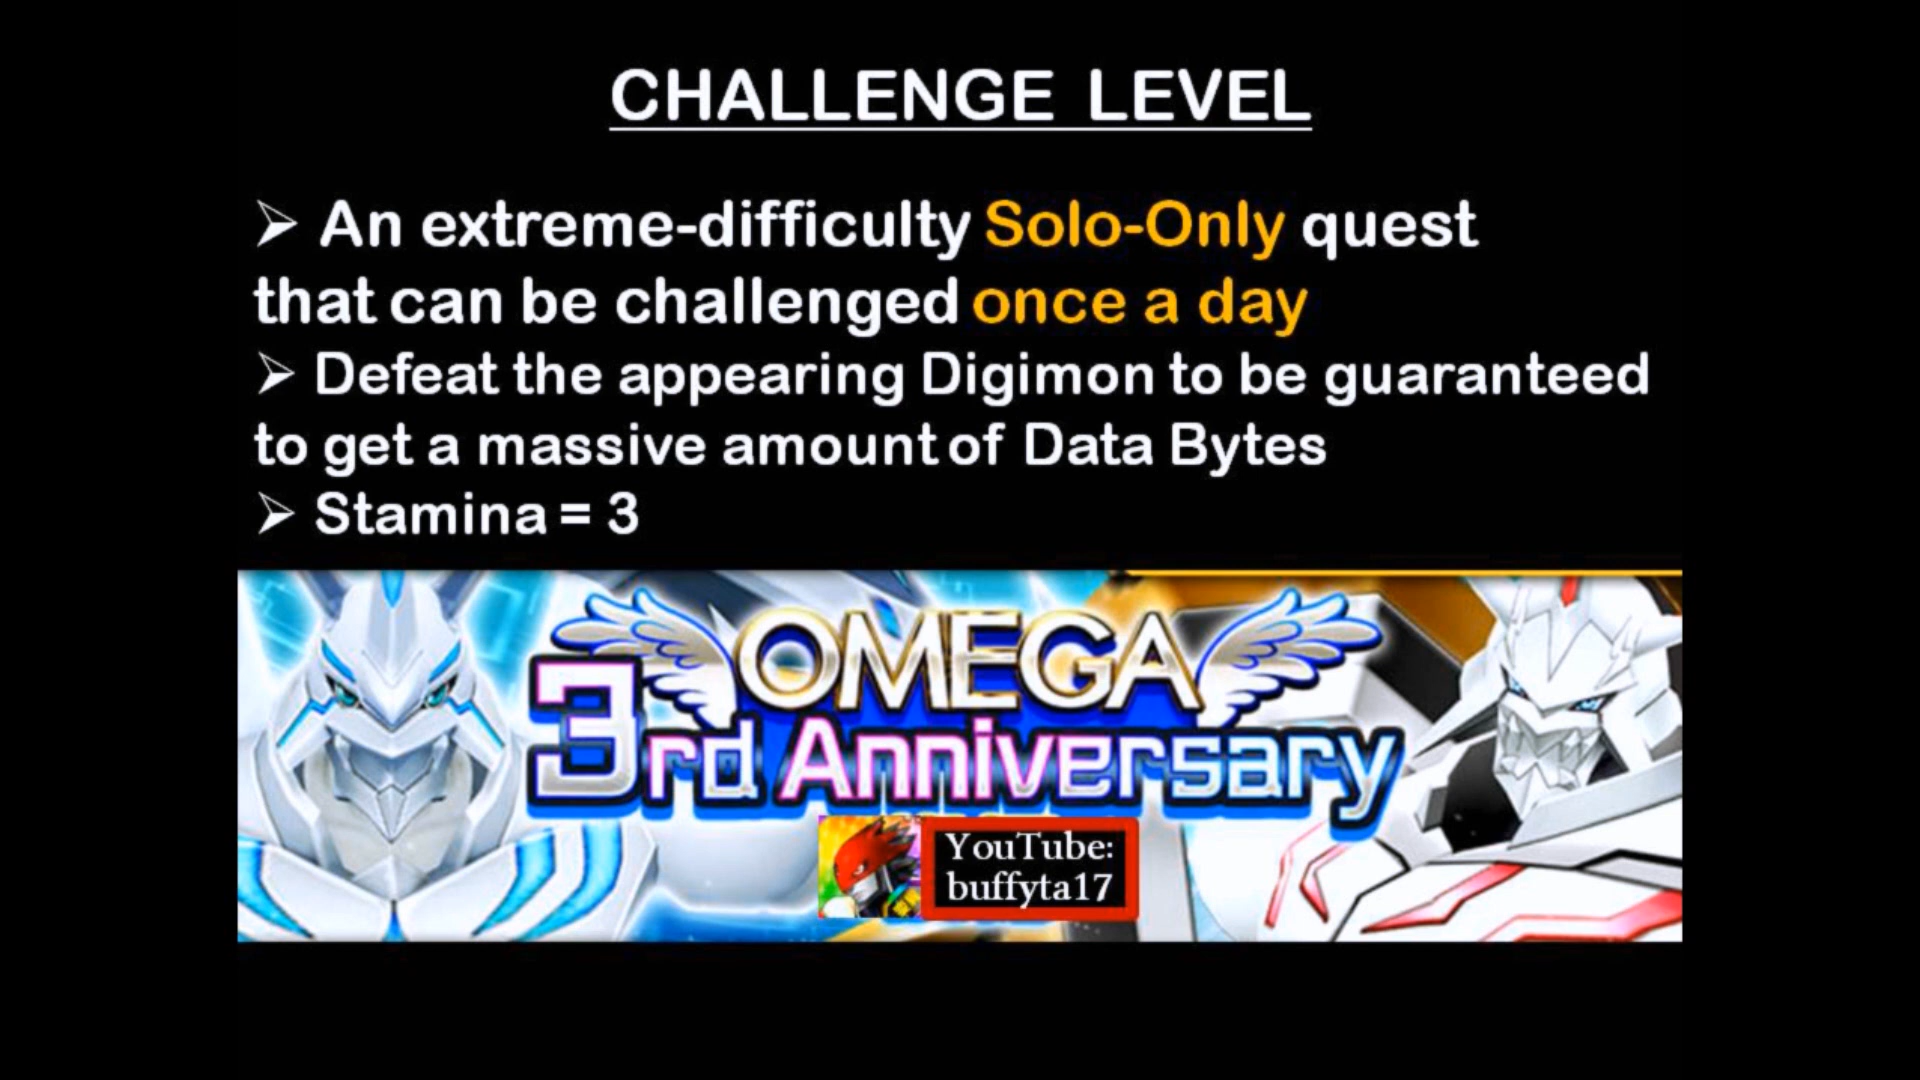 CHALLENGE LEVEL
➢ An extreme-difficulty Solo-Only quest
that can be challenged once a day
➢ Defeat the appearing Digimon to be guaranteed
to get a massive amount of Data Bytes
➢ Stamina = 3
OMEGA
3rd Anniversary
YouTube:
buffyta17